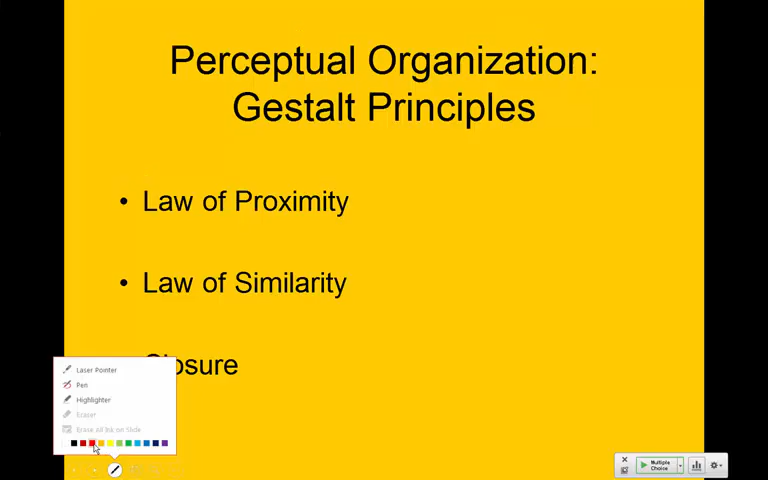 Perceptual Organization:
Gestalt Principles
• Law of Proximity
• Law of Similarity
Closure
Laser Pointer
Pen
Highlighter
Eraser
Erase All Ink on Slide
Multiple
Choice